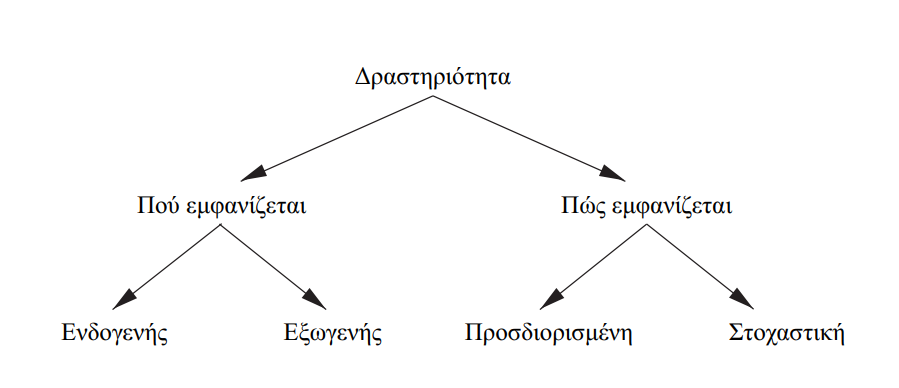 Δραστηριότητα
Πού εμφανίζεται
Πώς εμφανίζεται
Ενδογενής
Εξωγενής
Προσδιορισμένη
Στοχαστική